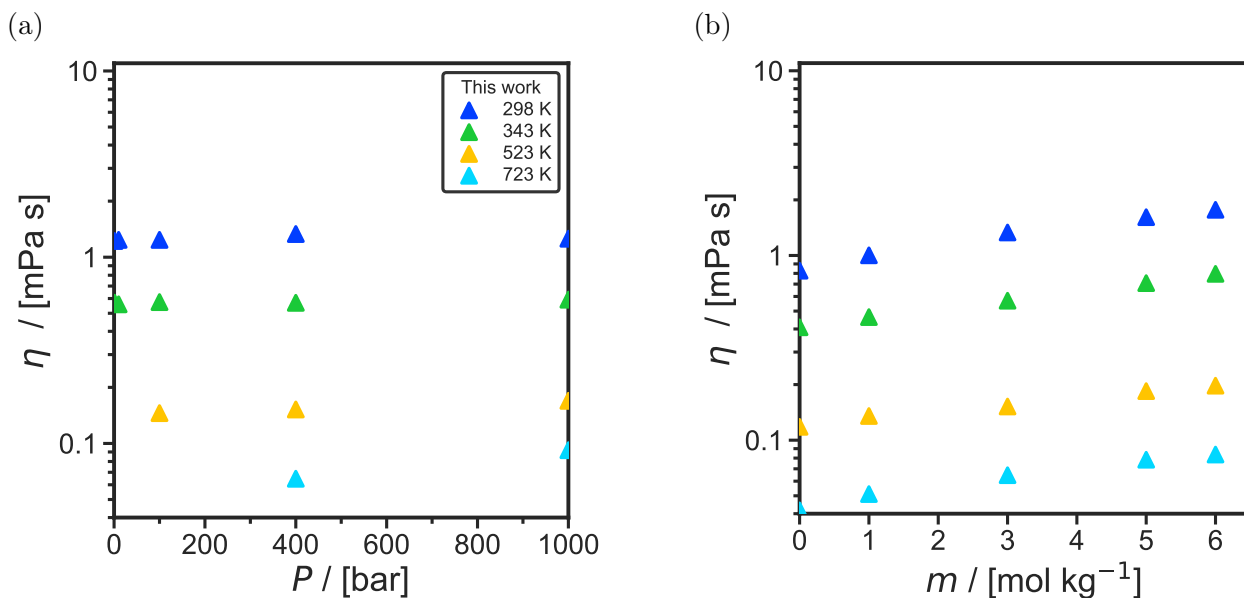 (a)
10
1
0.1
η / [mPa s]
This work
298 K
343 K
523 K
723 K
0 200 400 600 800 1000
P / [bar]
(b)
10
1
0.1
η / [mPa s]
0 1 2 3 4 5 6
m / [mol kg⁻¹]